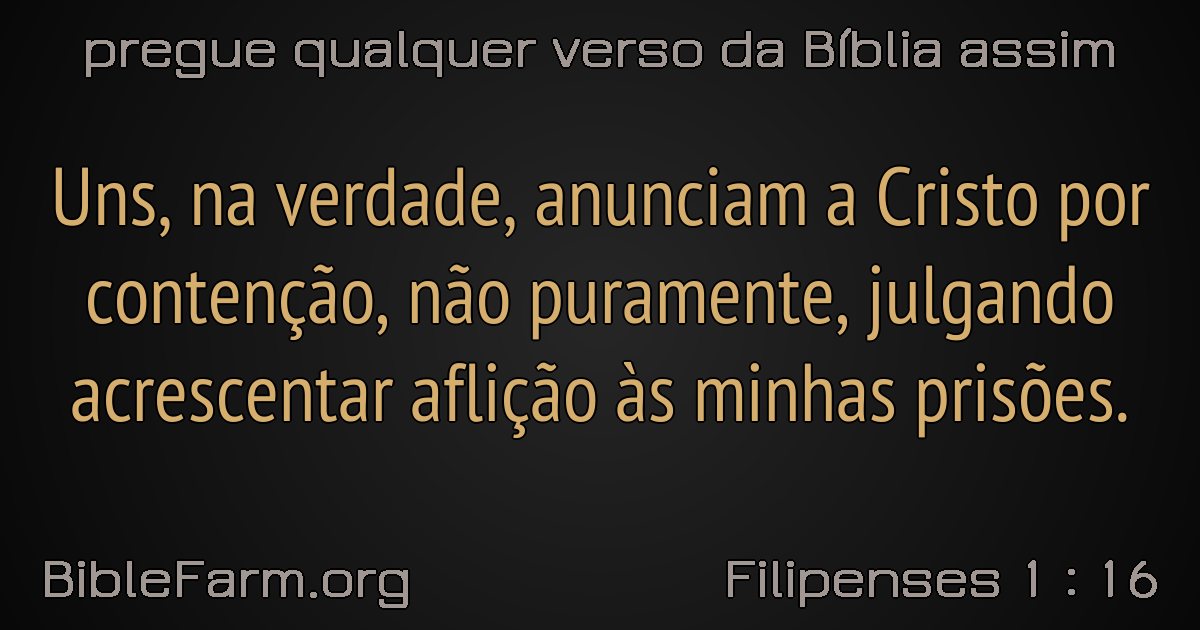 pregue qualquer verso da Bíblia assim
Uns, na verdade, anunciam a Cristo por
contenção, não puramente, julgando
acrescentar aflição às minhas prisões.
BibleFarm.org
Filipenses 1 : 16